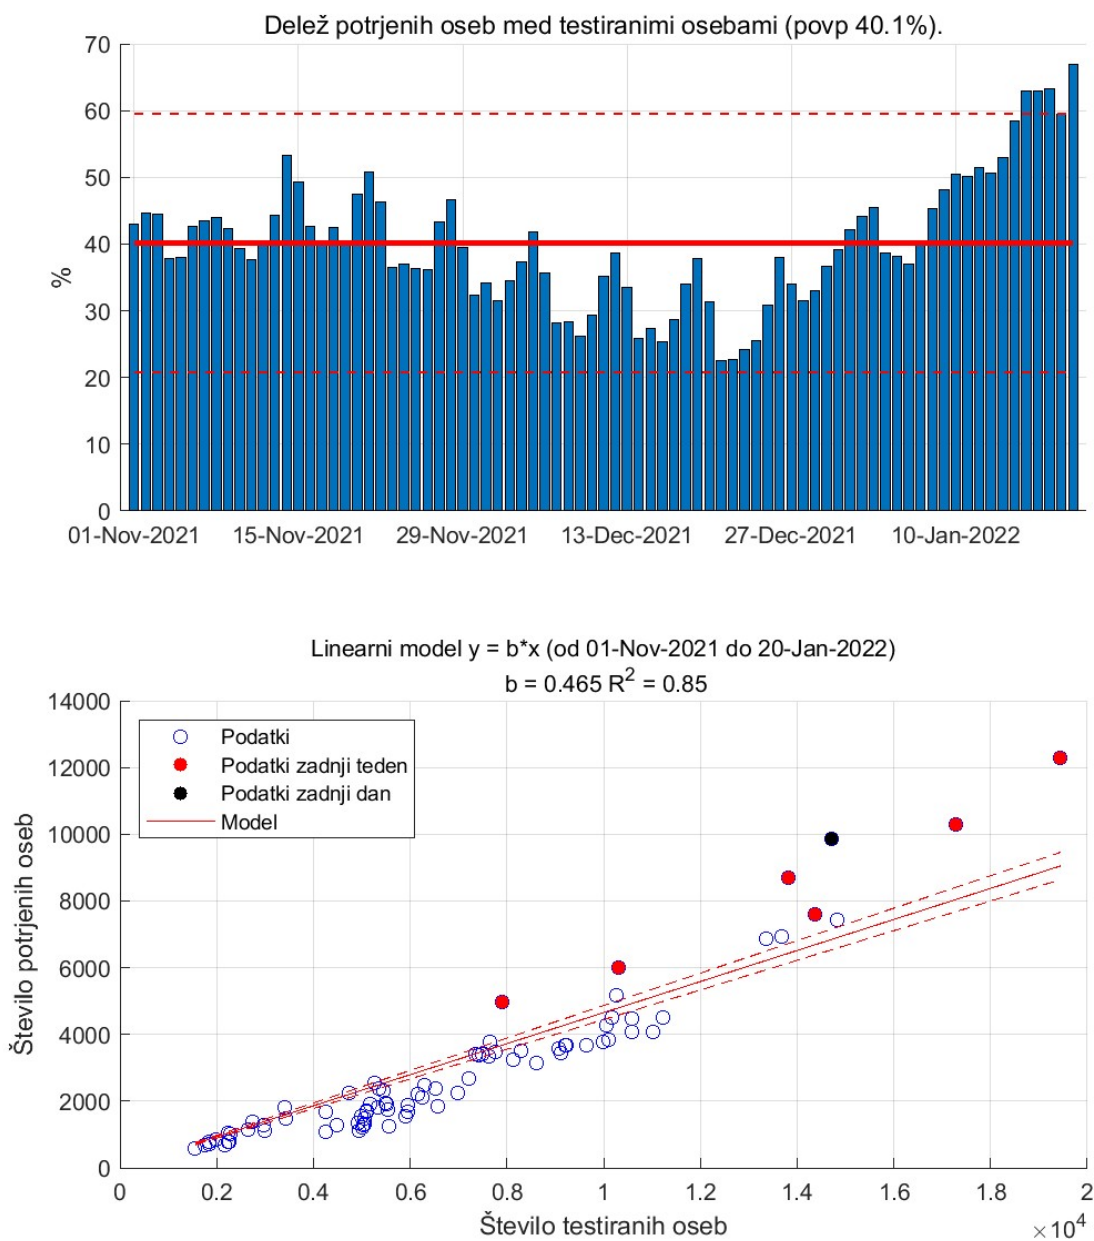 Delež potrjenih oseb med testiranimi osebami (povp 40.1%).
70
60
50
40
30
20
10
0
%
01-Nov-2021 15-Nov-2021 29-Nov-2021 13-Dec-2021 27-Dec-2021 10-Jan-2022
Linearni model y = b*x (od 01-Nov-2021 do 20-Jan-2022)
b = 0.465 R² = 0.85
14000
12000
10000
8000
6000
4000
2000
0
Število potrjenih oseb
Podatki
Podatki zadnji teden
Podatki zadnji dan
Model
0 0.2 0.4 0.6 0.8 1 1.2 1.4 1.6 1.8 2
Število testiranih oseb
×10⁴